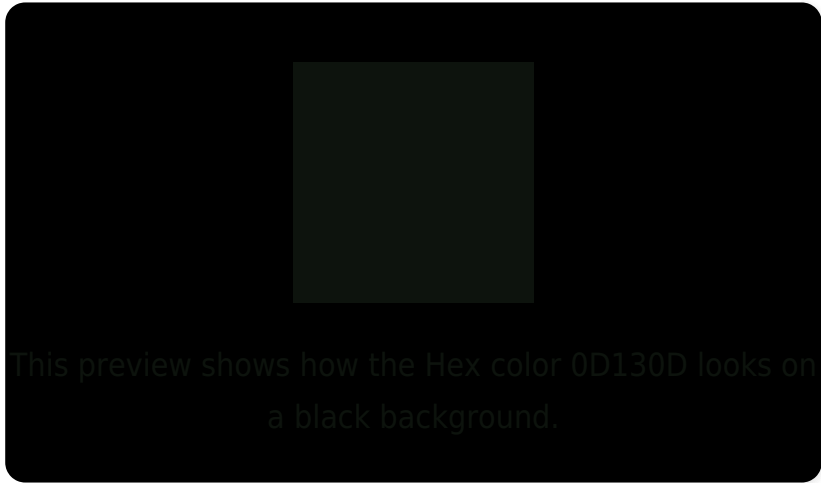 This preview shows how the Hex color 0D130D looks on
a black background.